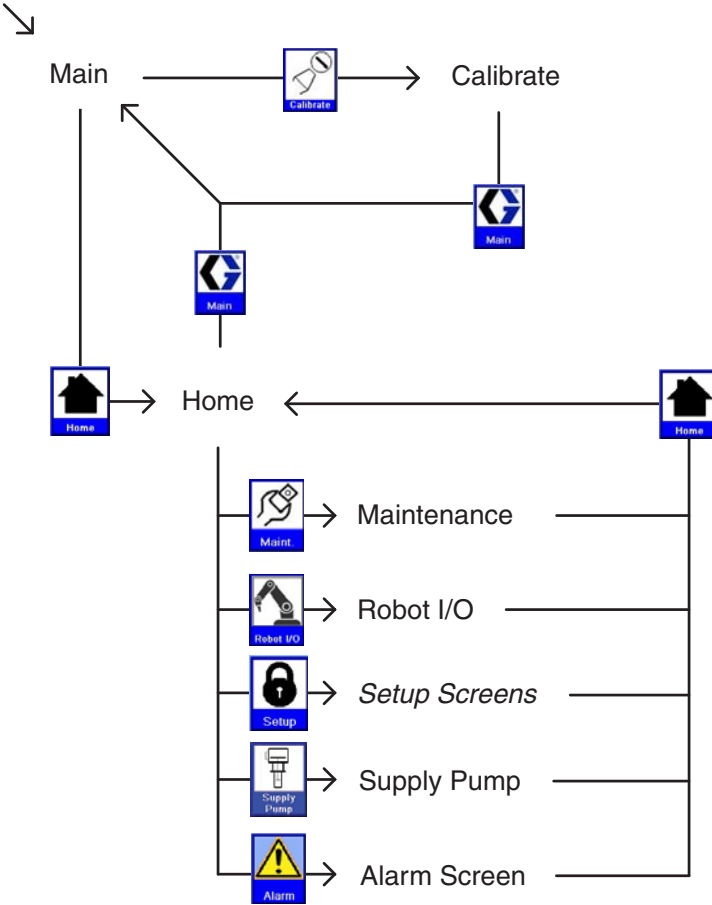 Main
Calibrate
Calibrate
Main
Main
Home
Home
Home
Maint.
Maintenance
Robot I/O
Robot I/O
Setup
Setup Screens
Supply
Pump
Supply Pump
Alarm
Alarm Screen